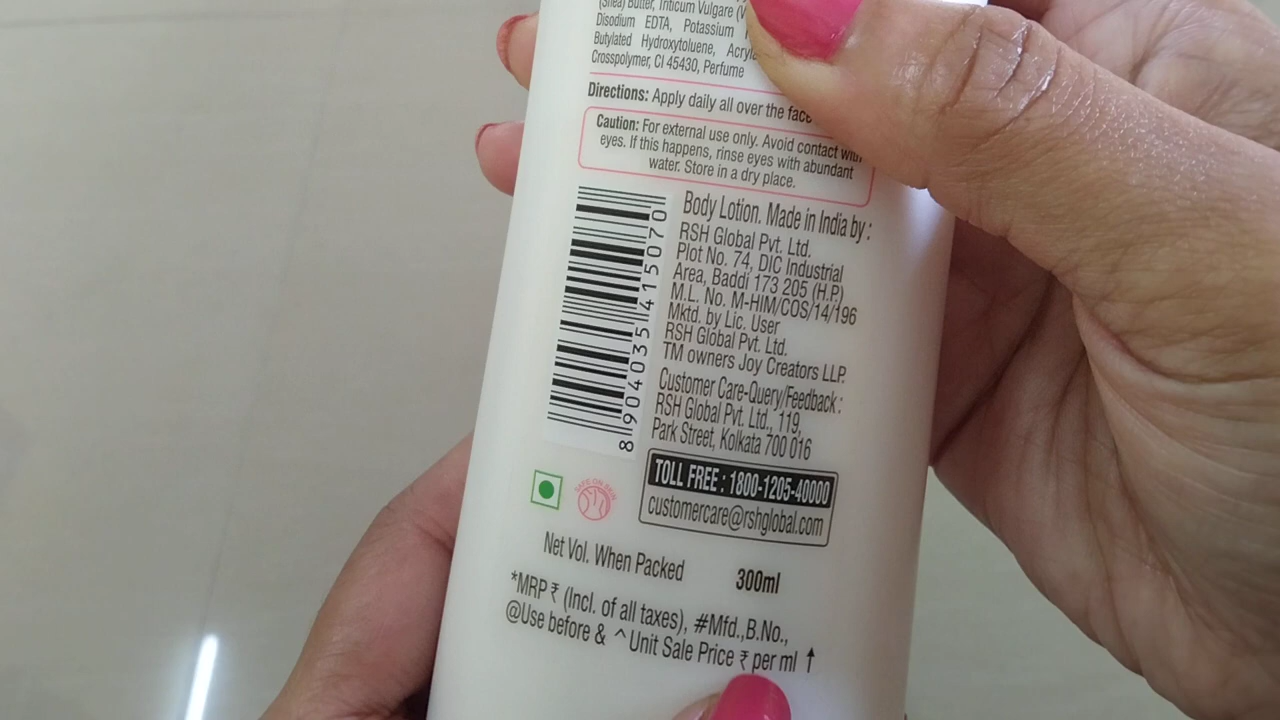 (Shea) Butter, Triticum Vulgare
Disodium EDTA, Potassium
Butylated Hydroxytoluene,
Crosspolymer, CI 45430, Perfume
Directions: Apply daily all over the face
Caution: For external use only. Avoid contact with
eyes. If this happens, rinse eyes with abundant
water. Store in a dry place.
8904035415070
Body Lotion. Made in India by :
RSH Global Pvt. Ltd.
Plot No. 74, DIC Industrial
Area, Baddi 173 205 (H.P.)
M.L. No. M-HIM/COS/14/196
Mktd. by Lic. User
RSH Global Pvt. Ltd.
TM owners Joy Creators LLP.
Customer Care-Query/Feedback :
RSH Global Pvt. Ltd., 119,
Park Street, Kolkata 700 016
SAFE ON SKIN
TOLL FREE : 1800-1205-40000
customercare@rshglobal.com
Net Vol. When Packed 300ml
*MRP ₹ (Incl. of all taxes), #Mfd.,B.No.,
@Use before & ^Unit Sale Price ₹ per ml ↑